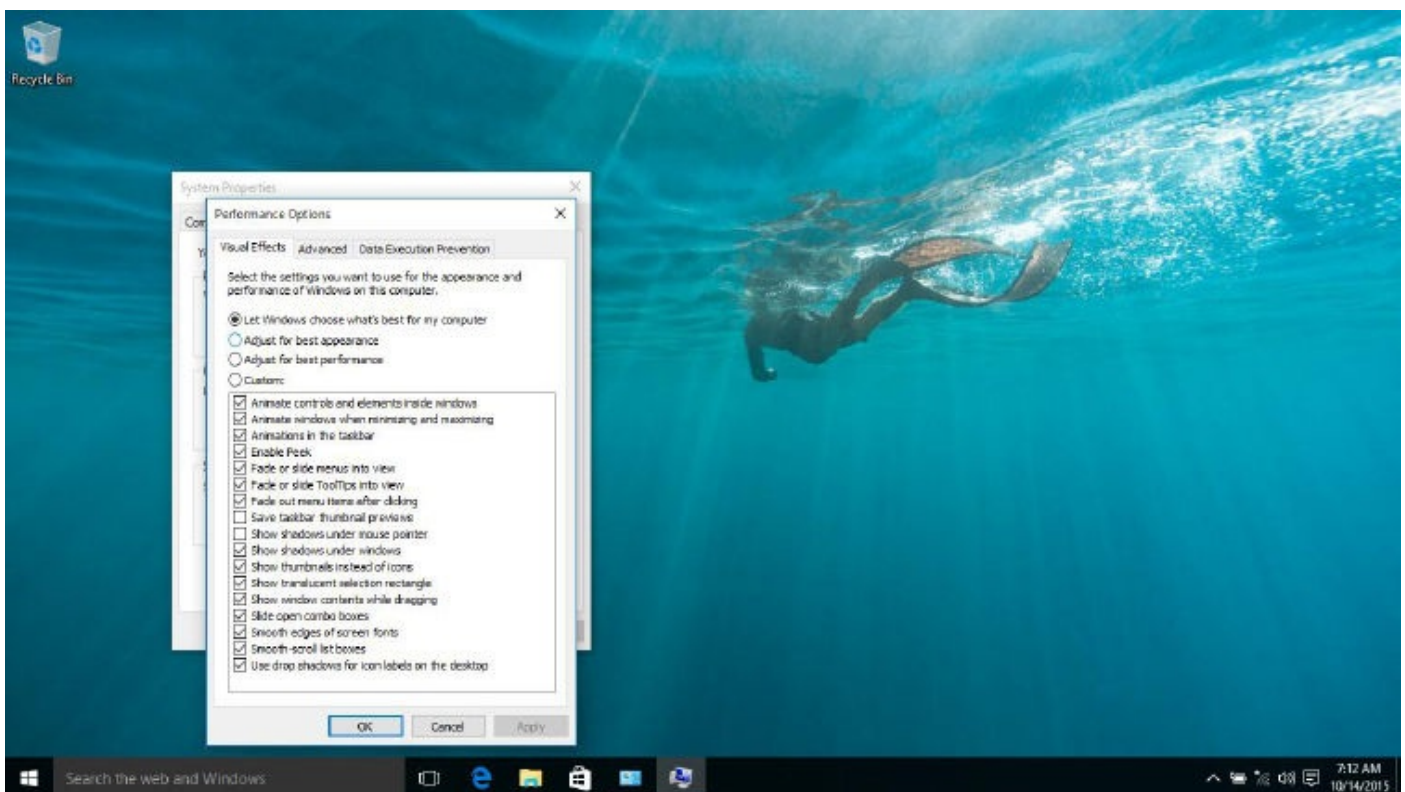 Recycle Bin
System Properties
Performance Options
Visual Effects Advanced Data Execution Prevention
Select the settings you want to use for the appearance and
performance of Windows on this computer.
Let Windows choose what's best for my computer
Adjust for best appearance
Adjust for best performance
Custom:
Animate controls and elements inside windows
Animate windows when minimizing and maximizing
Animations in the taskbar
Enable Peek
Fade or slide menus into view
Fade or slide ToolTips into view
Fade out menu items after clicking
Save taskbar thumbnail previews
Show shadows under mouse pointer
Show shadows under windows
Show thumbnails instead of icons
Show translucent selection rectangle
Show window contents while dragging
Slide open combo boxes
Smooth edges of screen fonts
Smooth-scroll list boxes
Use drop shadows for icon labels on the desktop
OK Cancel Apply
Search the web and Windows
7:12 AM
10/14/2015